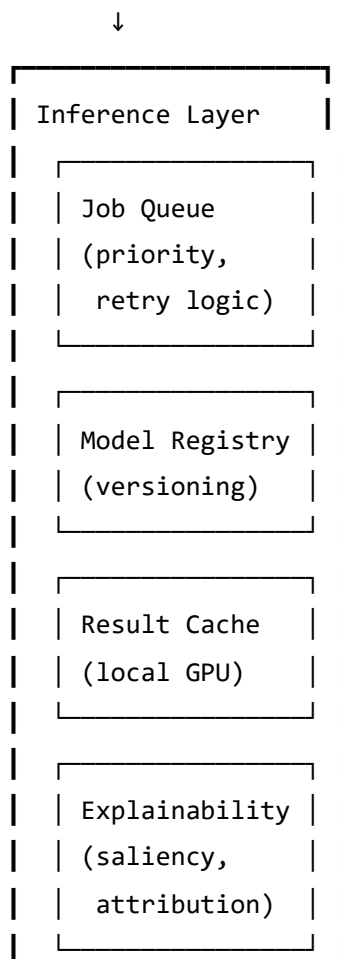 ↓
Inference Layer
Job Queue
(priority,
retry logic)
Model Registry
(versioning)
Result Cache
(local GPU)
Explainability
(saliency,
attribution)